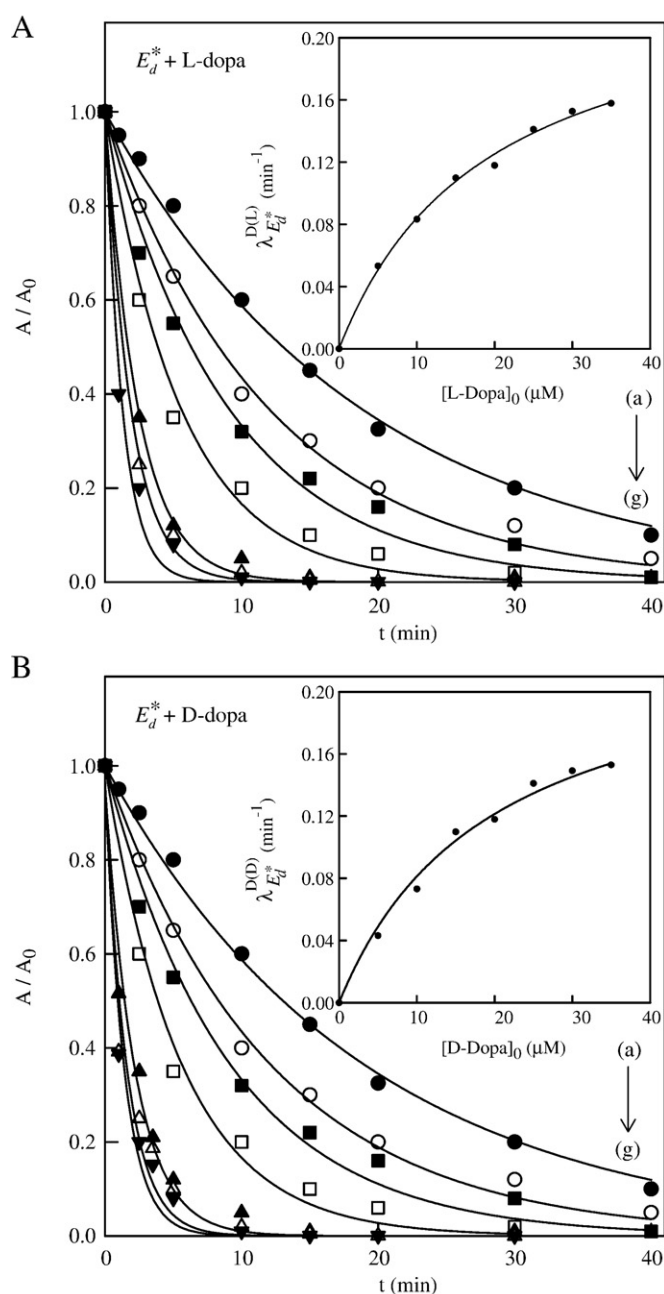 A
E*d + L-dopa
1.0
0.8
0.6
0.4
0.2
0.0
A / A0
0
10
20
30
40
t (min)
0.20
0.16
0.12
0.08
0.04
0.00
λ D(L) E*d (min-1)
0
10
20
30
40
[L-Dopa]0 (μM)
(a)
(g)
B
E*d + D-dopa
1.0
0.8
0.6
0.4
0.2
0.0
A / A0
0
10
20
30
40
t (min)
0.20
0.16
0.12
0.08
0.04
0.00
λ D(D) E*d (min-1)
0
10
20
30
40
[D-Dopa]0 (μM)
(a)
(g)